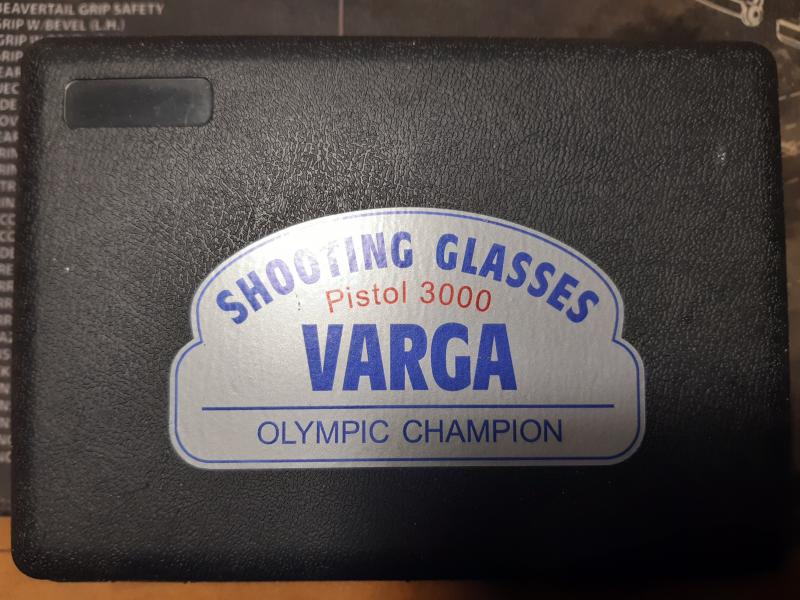 BEAVERTAIL GRIP SAFETY
GRIP W/BEVEL (L.H.)
SHOOTING GLASSES
Pistol 3000
VARGA
OLYMPIC CHAMPION